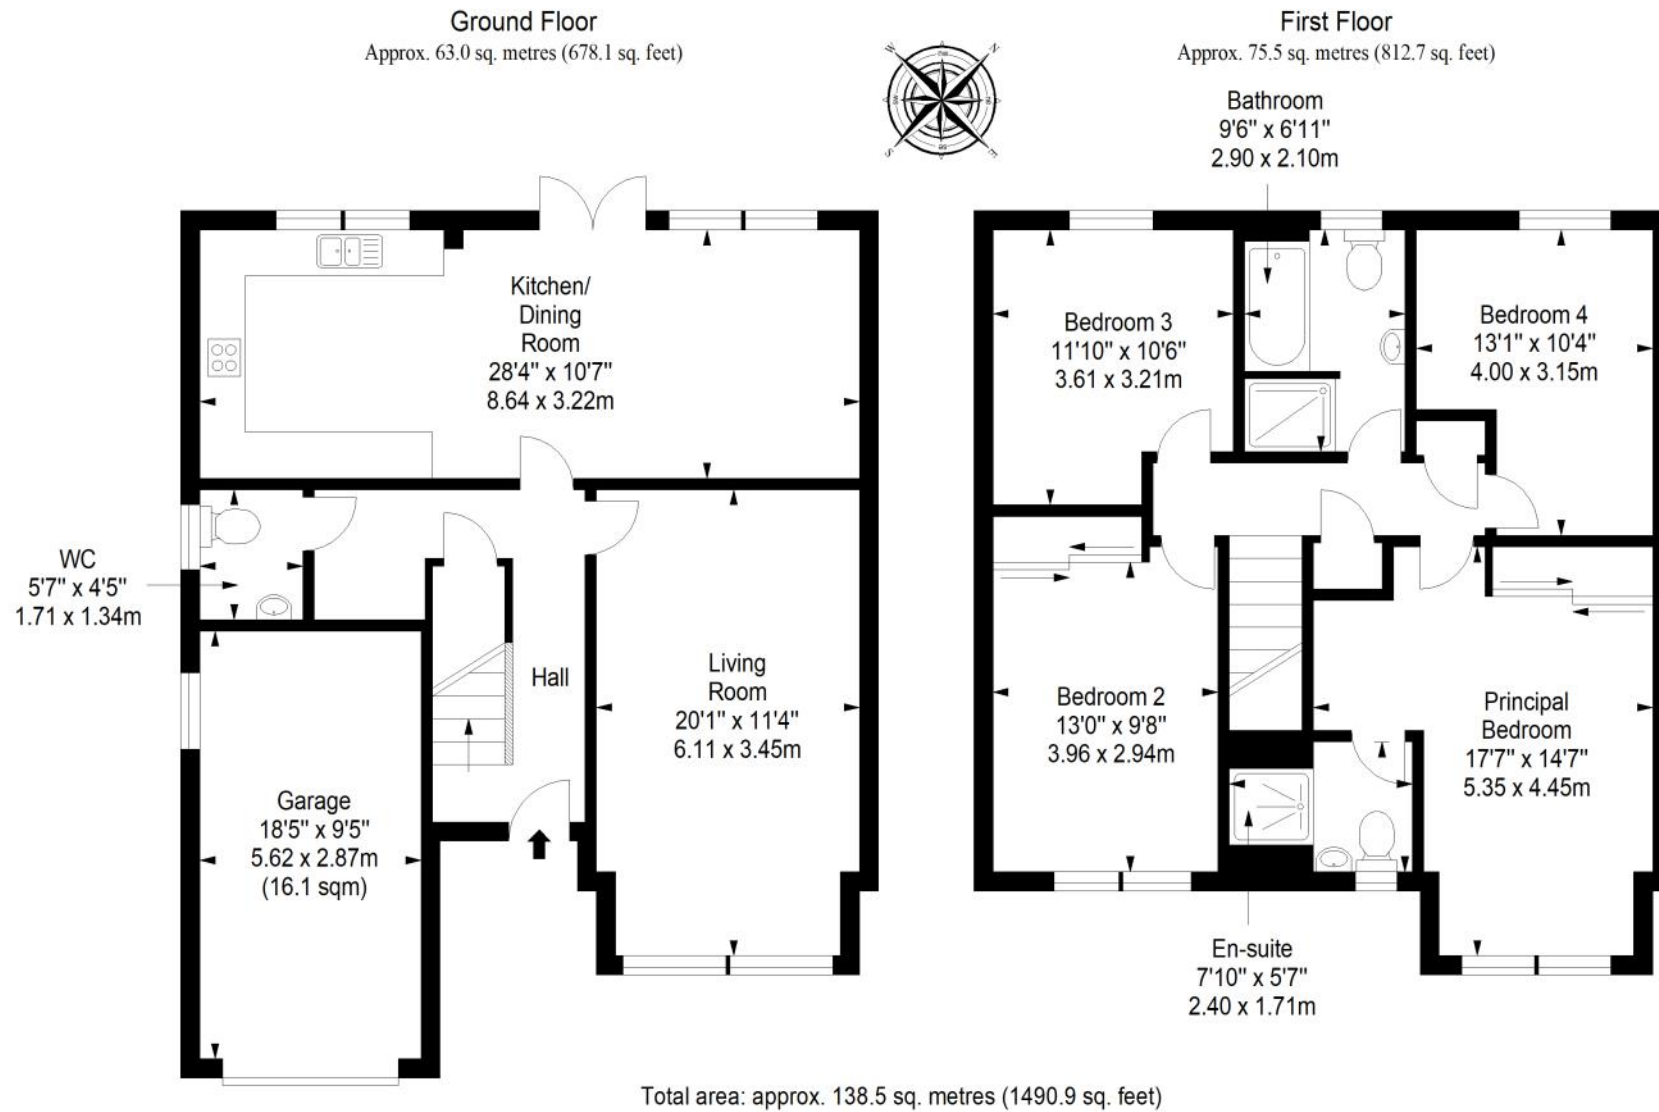 Ground Floor
Approx. 63.0 sq. metres (678.1 sq. feet)
First Floor
Approx. 75.5 sq. metres (812.7 sq. feet)
W
N
S
E
Bathroom
9'6" x 6'11"
2.90 x 2.10m
Kitchen/
Dining
Room
28'4" x 10'7"
8.64 x 3.22m
Bedroom 3
11'10" x 10'6"
3.61 x 3.21m
Bedroom 4
13'1" x 10'4"
4.00 x 3.15m
WC
5'7" x 4'5"
1.71 x 1.34m
Hall
Living
Room
20'1" x 11'4"
6.11 x 3.45m
Garage
18'5" x 9'5"
5.62 x 2.87m
(16.1 sqm)
Bedroom 2
13'0" x 9'8"
3.96 x 2.94m
Principal
Bedroom
17'7" x 14'7"
5.35 x 4.45m
En-suite
7'10" x 5'7"
2.40 x 1.71m
Total area: approx. 138.5 sq. metres (1490.9 sq. feet)